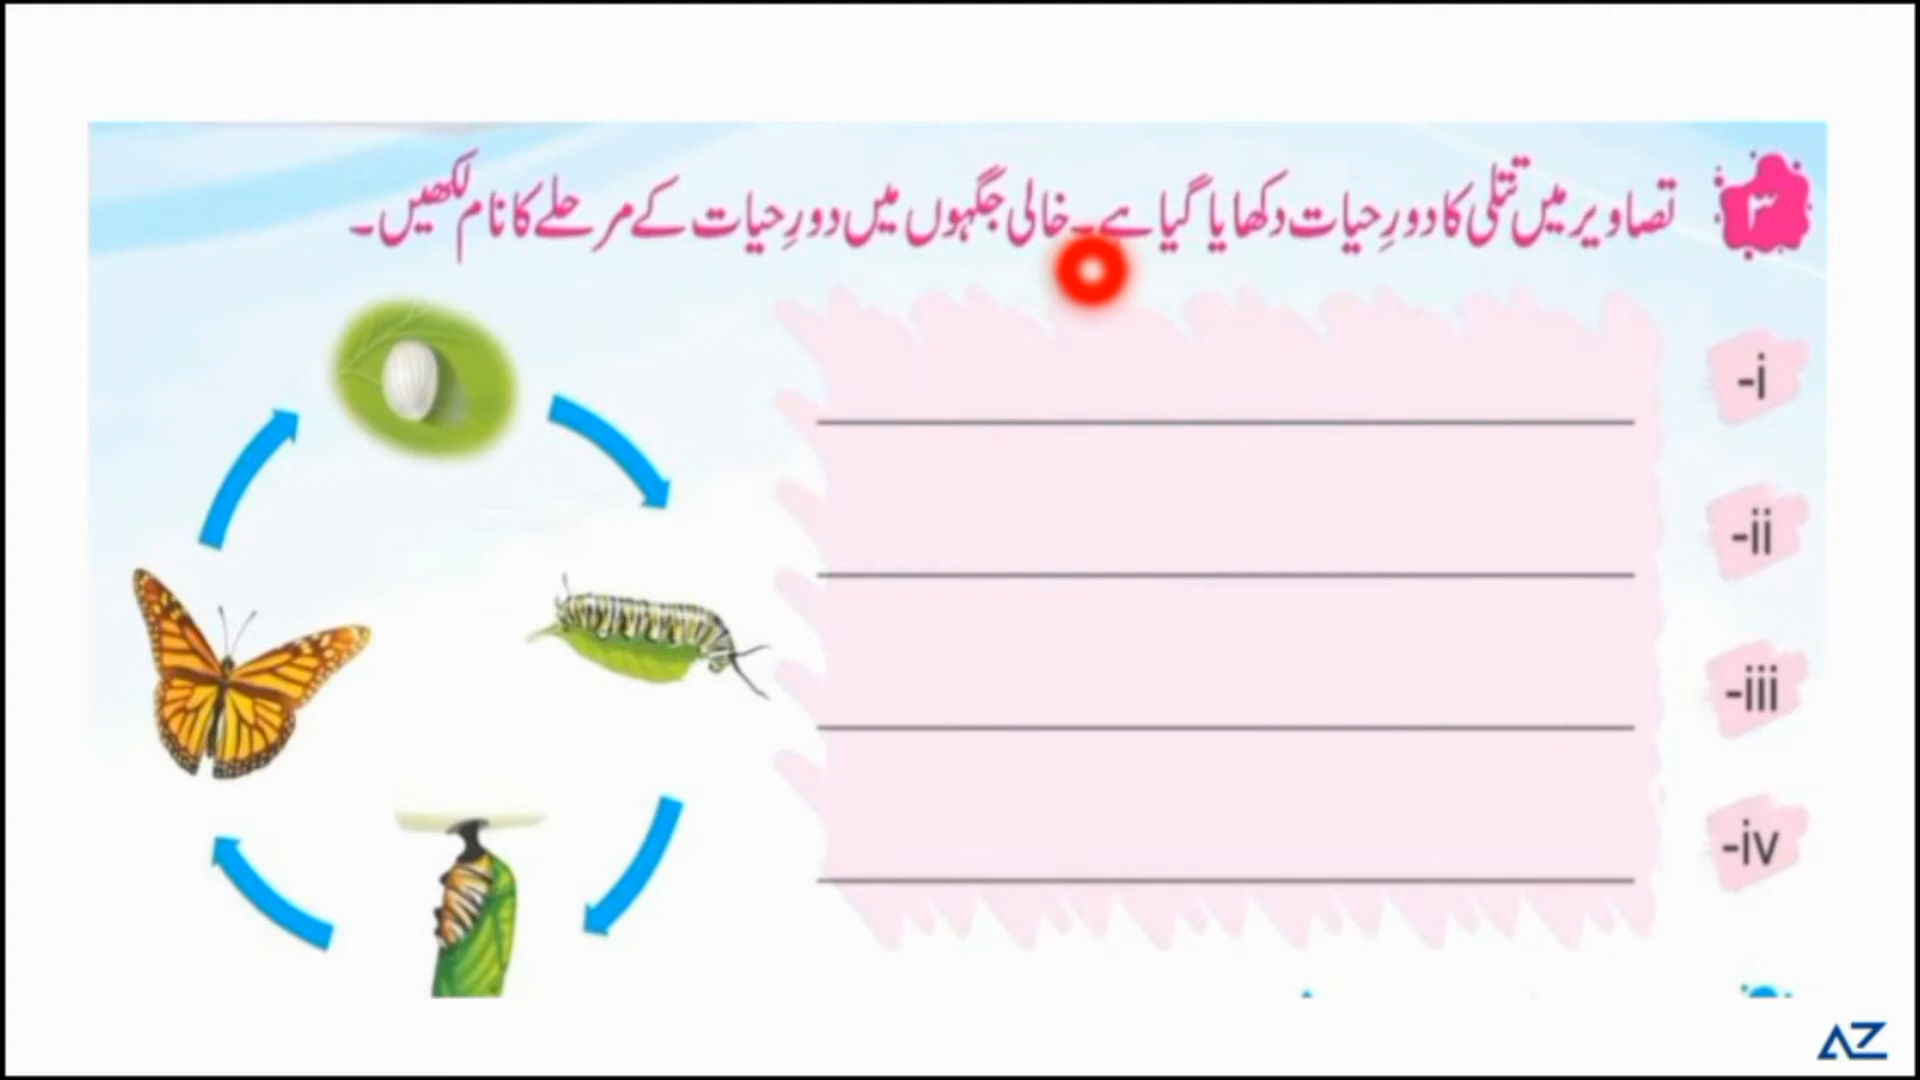 ۳ تصاویر میں تتلی کا دورِحیات دکھایا گیا ہے۔ خالی جگہوں میں دورِحیات کے مرحلے کا نام لکھیں۔
-i
-ii
-iii
-iv
AZ